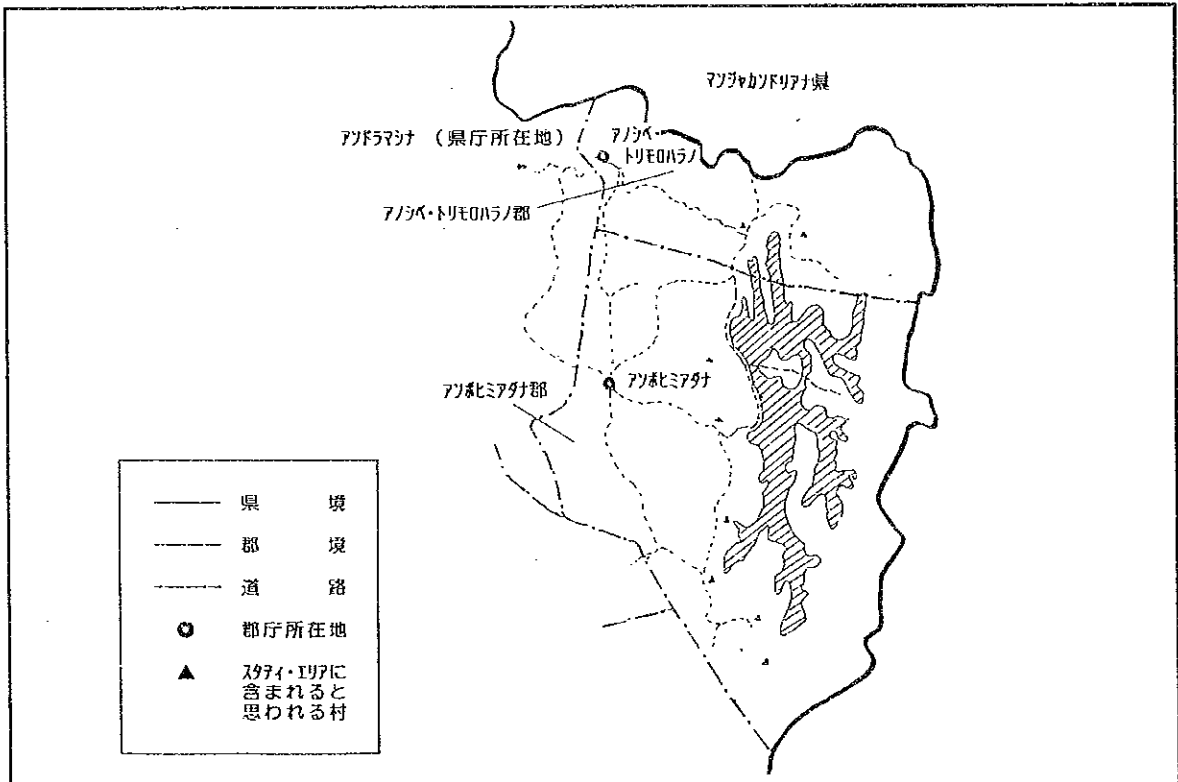 マンジャカンドリアナ県
アンドラマシナ （県庁所在地）
アノシベ・
トリモロハラノ
アノシベ・トリモロハラノ郡
アンボヒミアダナ
アンボヒミアダナ郡
県 境
郡 境
道 路
郡庁所在地
スタディ・エリアに
含まれると
思われる村